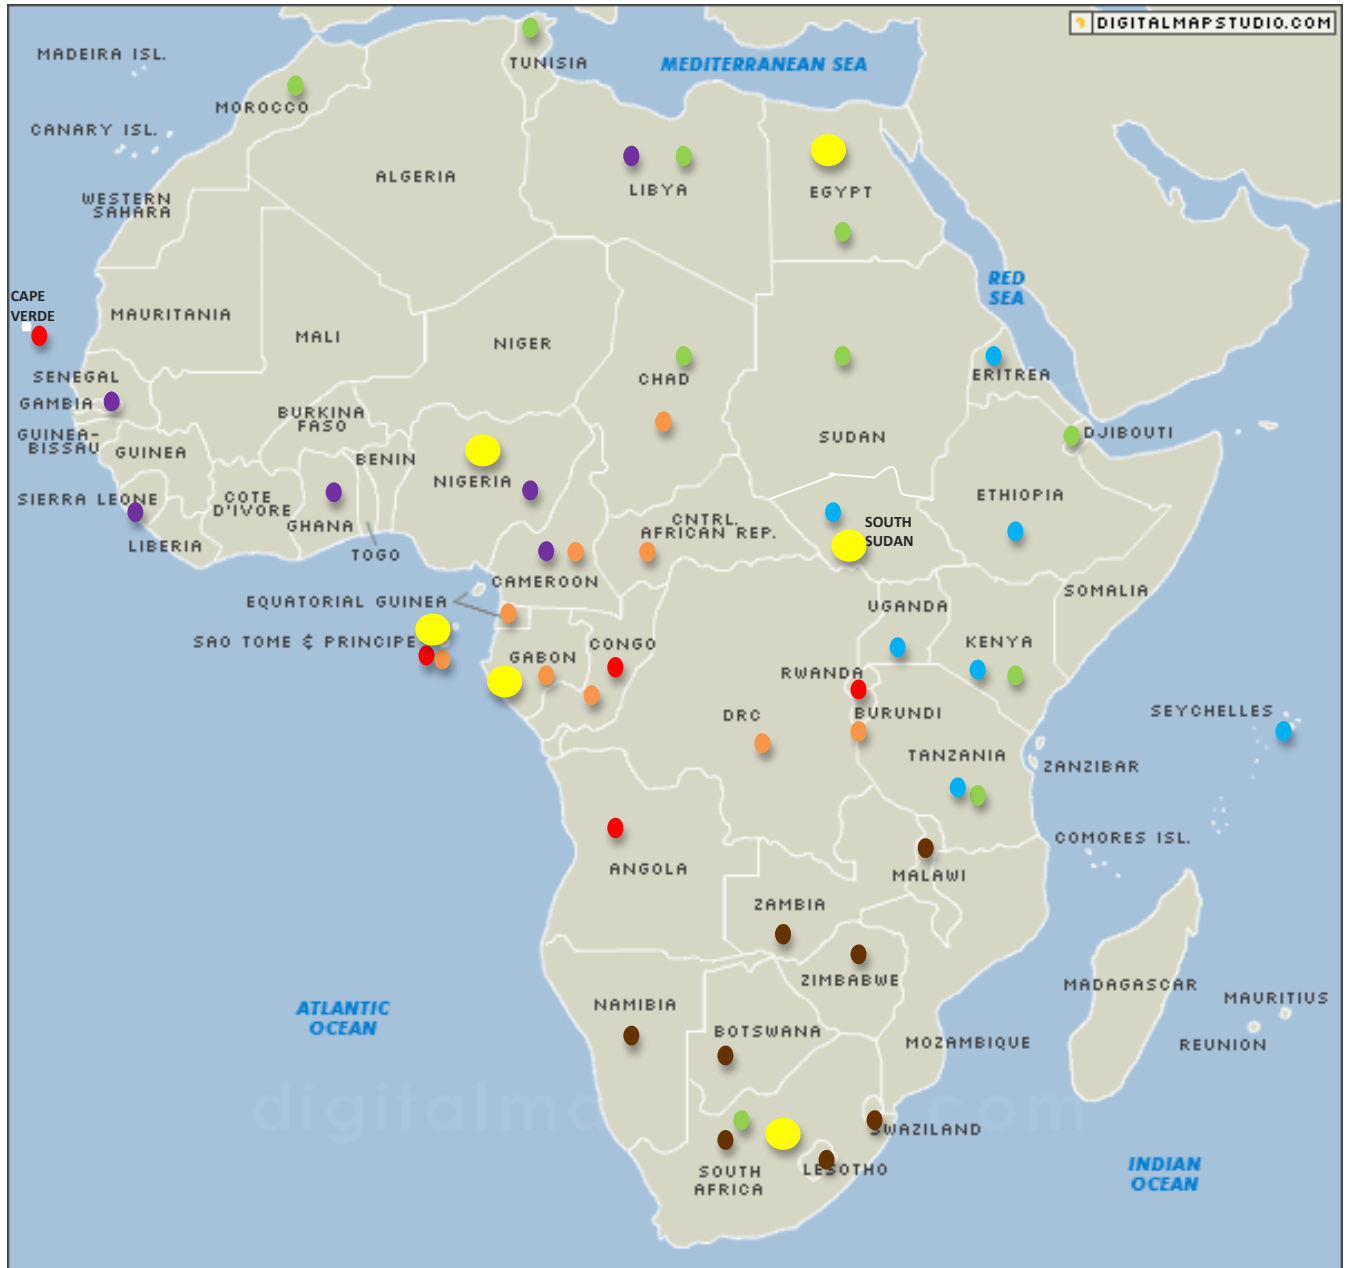 DIGITALMAPSTUDIO.COM
MADEIRA ISL.
TUNISIA
MEDITERRANEAN SEA
MOROCCO
CANARY ISL.
ALGERIA
LIBYA
EGYPT
WESTERN
SAHARA
RED
SEA
CAPE
VERDE
MAURITANIA
MALI
NIGER
CHAD
ERITREA
SENEGAL
GAMBIA
BURKINA
FASO
SUDAN
DJIBOUTI
GUINEA-
BISSAU
GUINEA
BENIN
NIGERIA
ETHIOPIA
SIERRA LEONE
COTE
D'IVORE
GHANA
CNTRL.
AFRICAN REP.
SOUTH
SUDAN
LIBERIA
TOGO
CAMEROON
SOMALIA
EQUATORIAL GUINEA
UGANDA
SAO TOME & PRINCIPE
GABON
CONGO
KENYA
RWANDA
DRC
BURUNDI
SEYCHELLES
TANZANIA
ZANZIBAR
COMORES ISL.
ANGOLA
MALAWI
ZAMBIA
ZIMBABWE
MADAGASCAR
MAURITIUS
ATLANTIC
OCEAN
NAMIBIA
BOTSWANA
MOZAMBIQUE
REUNION
digitalma
.com
SWAZILAND
SOUTH
AFRICA
LESOTHO
INDIAN
OCEAN